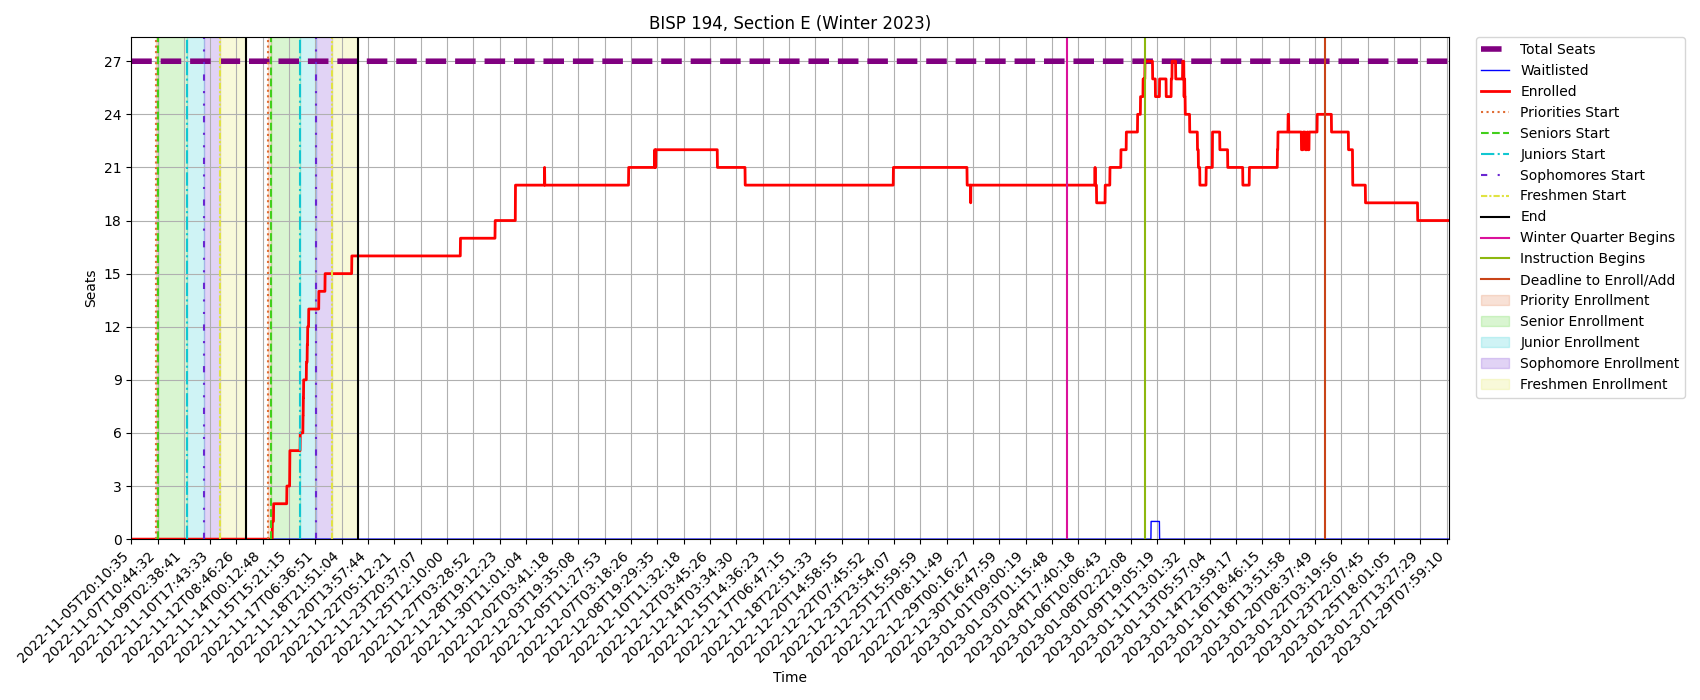 BISP 194, Section E (Winter 2023)
Seats
27
24
21
18
15
12
9
6
3
0
2022-11-05T20:10:35
2022-11-07T10:44:32
2022-11-09T02:38:41
2022-11-10T17:43:33
2022-11-12T08:46:26
2022-11-14T00:12:48
2022-11-15T15:21:15
2022-11-17T06:36:51
2022-11-18T21:51:04
2022-11-20T13:57:44
2022-11-22T05:12:21
2022-11-23T20:37:07
2022-11-25T12:10:00
2022-11-27T03:28:52
2022-11-28T19:12:23
2022-11-30T11:01:04
2022-12-02T03:41:18
2022-12-03T19:35:08
2022-12-05T11:27:53
2022-12-07T03:18:26
2022-12-08T19:29:35
2022-12-10T11:32:18
2022-12-12T03:45:26
2022-12-14T03:34:30
2022-12-15T14:36:23
2022-12-17T06:47:15
2022-12-18T22:51:33
2022-12-20T14:58:55
2022-12-22T07:45:52
2022-12-23T23:54:07
2022-12-25T15:59:59
2022-12-27T08:11:49
2022-12-29T00:16:27
2022-12-30T16:47:59
2023-01-01T09:00:19
2023-01-03T01:15:48
2023-01-04T17:40:18
2023-01-06T10:06:43
2023-01-08T02:22:08
2023-01-09T19:05:19
2023-01-11T13:01:32
2023-01-13T05:57:04
2023-01-14T23:59:17
2023-01-16T18:46:15
2023-01-18T13:51:58
2023-01-20T08:37:49
2023-01-22T03:19:56
2023-01-23T22:07:45
2023-01-25T18:01:05
2023-01-27T13:27:29
2023-01-29T07:59:10
Time
Total Seats
Waitlisted
Enrolled
Priorities Start
Seniors Start
Juniors Start
Sophomores Start
Freshmen Start
End
Winter Quarter Begins
Instruction Begins
Deadline to Enroll/Add
Priority Enrollment
Senior Enrollment
Junior Enrollment
Sophomore Enrollment
Freshmen Enrollment